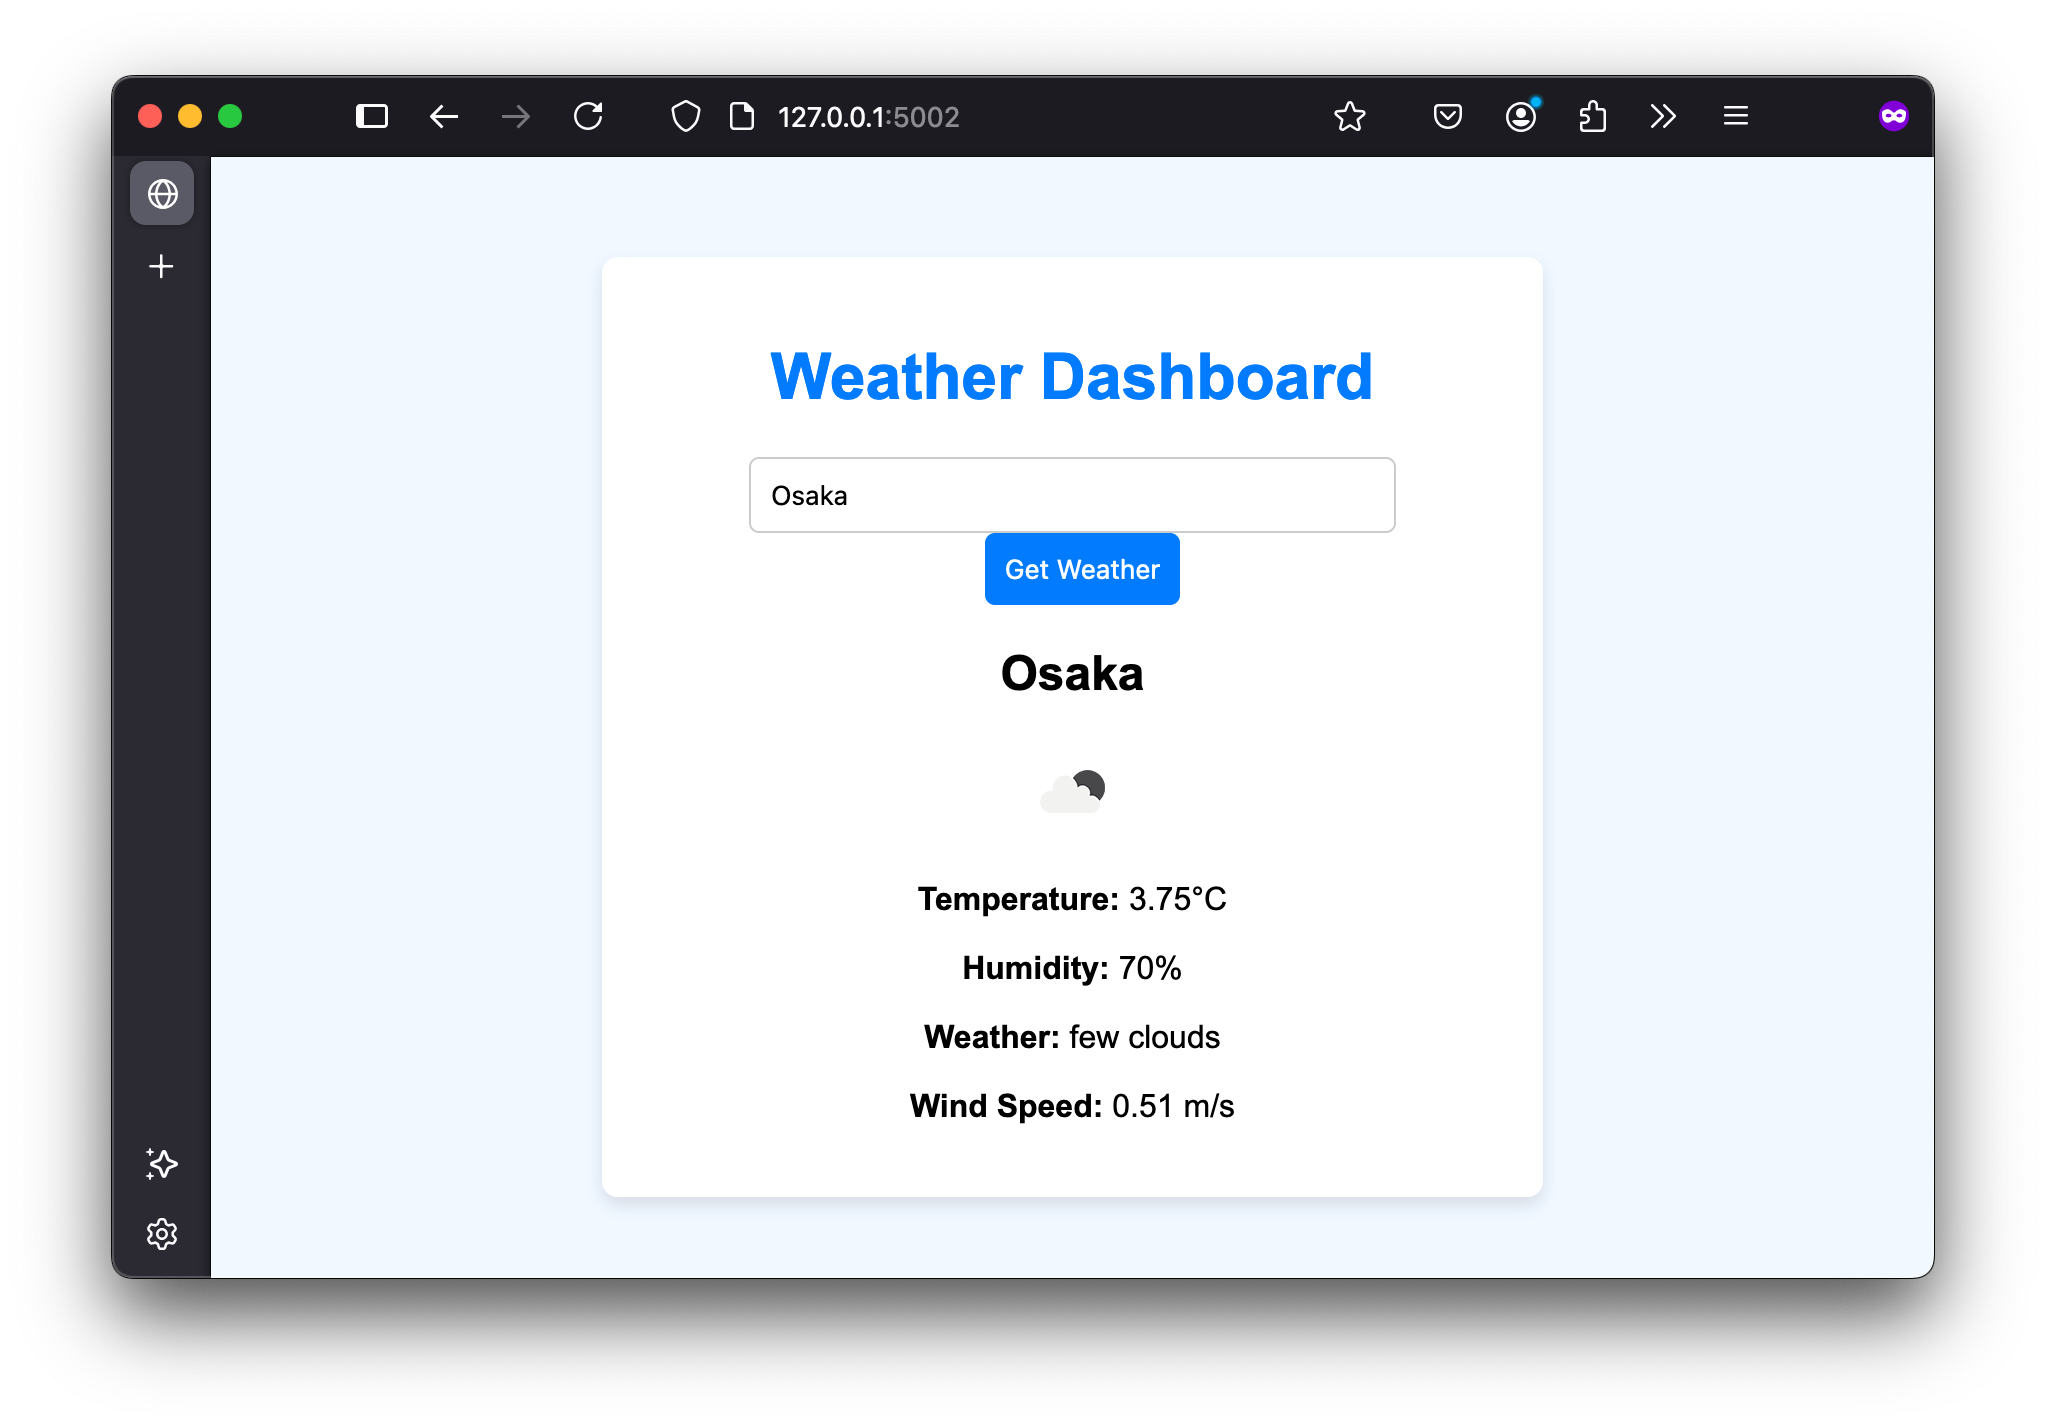 127.0.0.1:5002
Weather Dashboard
Osaka
Get Weather
Osaka
Temperature: 3.75°C
Humidity: 70%
Weather: few clouds
Wind Speed: 0.51 m/s